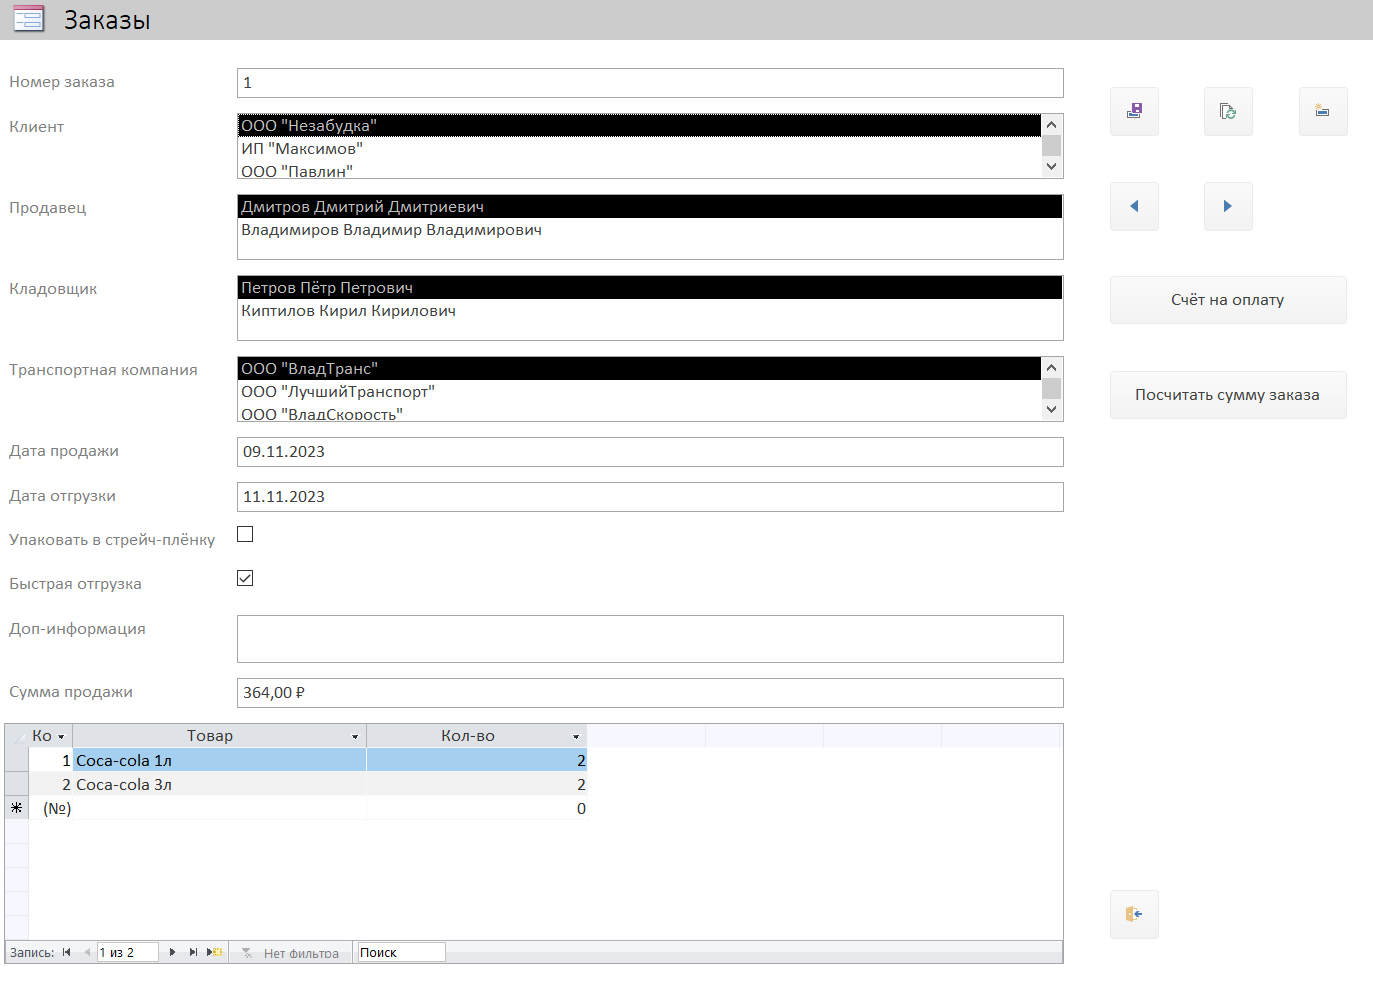 Заказы
Номер заказа
1
Клиент
ООО "Незабудка"
ИП "Максимов"
ООО "Павлин"
Продавец
Дмитров Дмитрий Дмитриевич
Владимиров Владимир Владимирович
Кладовщик
Петров Пётр Петрович
Киптилов Кирил Кирилович
Транспортная компания
ООО "ВладТранс"
ООО "ЛучшийТранспорт"
ООО "ВладСкорость"
Дата продажи
09.11.2023
Дата отгрузки
11.11.2023
Упаковать в стрейч-плёнку
Быстрая отгрузка
Доп-информация
Сумма продажи
364,00 ₽
Счёт на оплату
Посчитать сумму заказа
Ко Товар Кол-во
1 Coca-cola 1л 2
2 Coca-cola 3л 2
(№) 0
Запись: 1 из 2 Нет фильтра Поиск